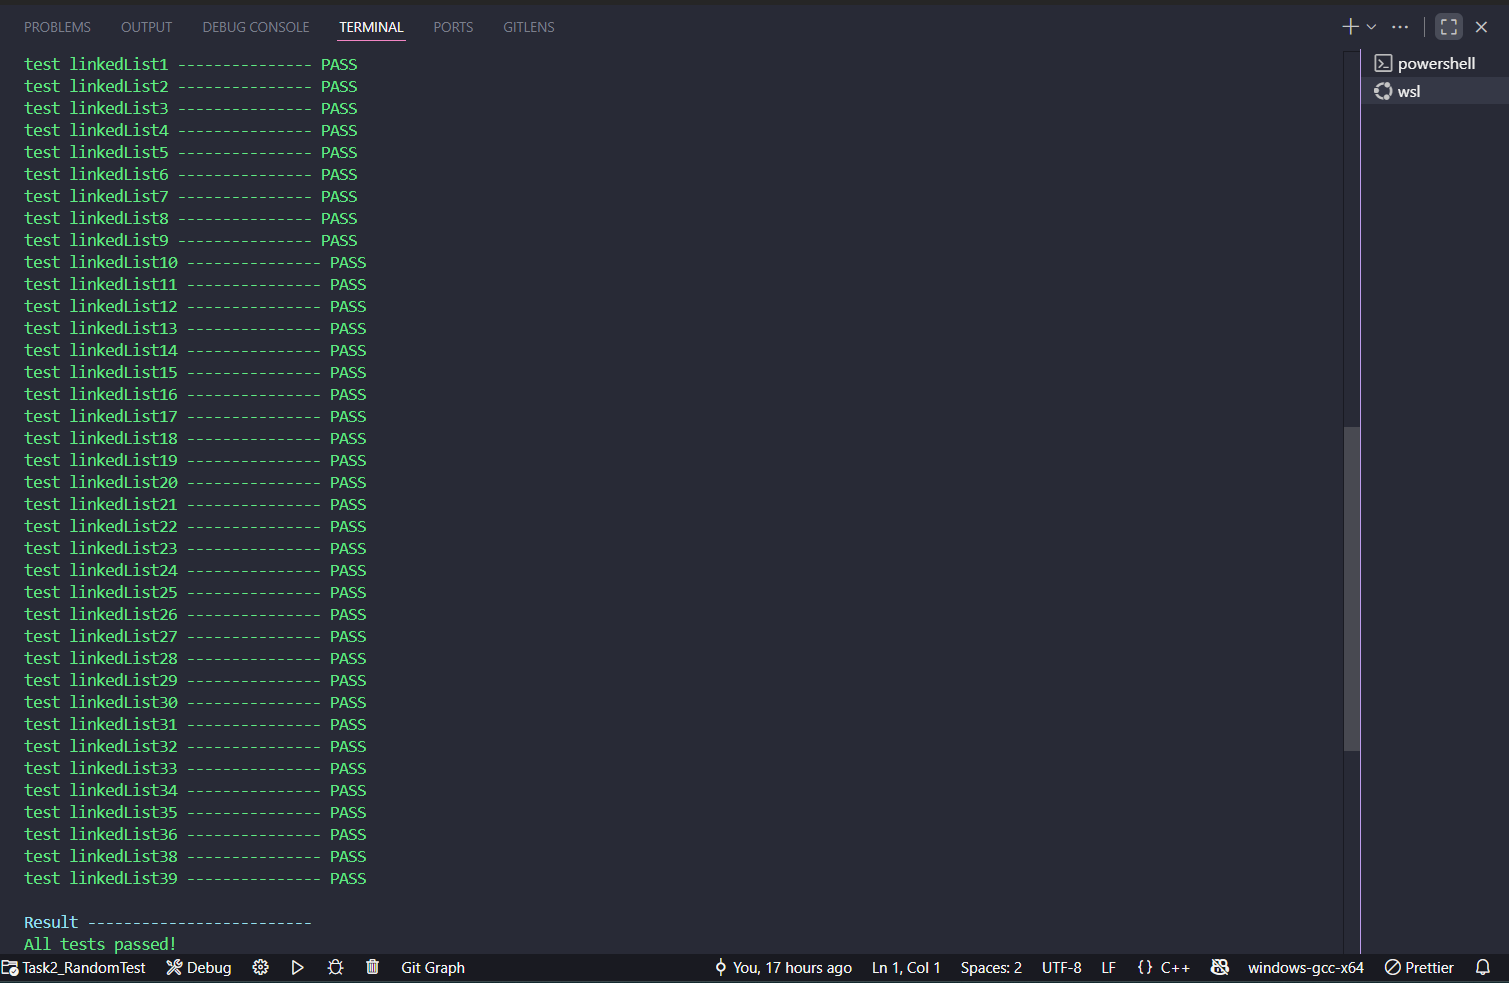 PROBLEMS OUTPUT DEBUG CONSOLE TERMINAL PORTS GITLENS
test linkedList1 --------------- PASS
test linkedList2 --------------- PASS
test linkedList3 --------------- PASS
test linkedList4 --------------- PASS
test linkedList5 --------------- PASS
test linkedList6 --------------- PASS
test linkedList7 --------------- PASS
test linkedList8 --------------- PASS
test linkedList9 --------------- PASS
test linkedList10 --------------- PASS
test linkedList11 --------------- PASS
test linkedList12 --------------- PASS
test linkedList13 --------------- PASS
test linkedList14 --------------- PASS
test linkedList15 --------------- PASS
test linkedList16 --------------- PASS
test linkedList17 --------------- PASS
test linkedList18 --------------- PASS
test linkedList19 --------------- PASS
test linkedList20 --------------- PASS
test linkedList21 --------------- PASS
test linkedList22 --------------- PASS
test linkedList23 --------------- PASS
test linkedList24 --------------- PASS
test linkedList25 --------------- PASS
test linkedList26 --------------- PASS
test linkedList27 --------------- PASS
test linkedList28 --------------- PASS
test linkedList29 --------------- PASS
test linkedList30 --------------- PASS
test linkedList31 --------------- PASS
test linkedList32 --------------- PASS
test linkedList33 --------------- PASS
test linkedList34 --------------- PASS
test linkedList35 --------------- PASS
test linkedList36 --------------- PASS
test linkedList38 --------------- PASS
test linkedList39 --------------- PASS
Result -------------------------
All tests passed!
powershell
wsl
Task2_RandomTest Debug Git Graph You, 17 hours ago Ln 1, Col 1 Spaces: 2 UTF-8 LF {} C++ windows-gcc-x64 Prettier